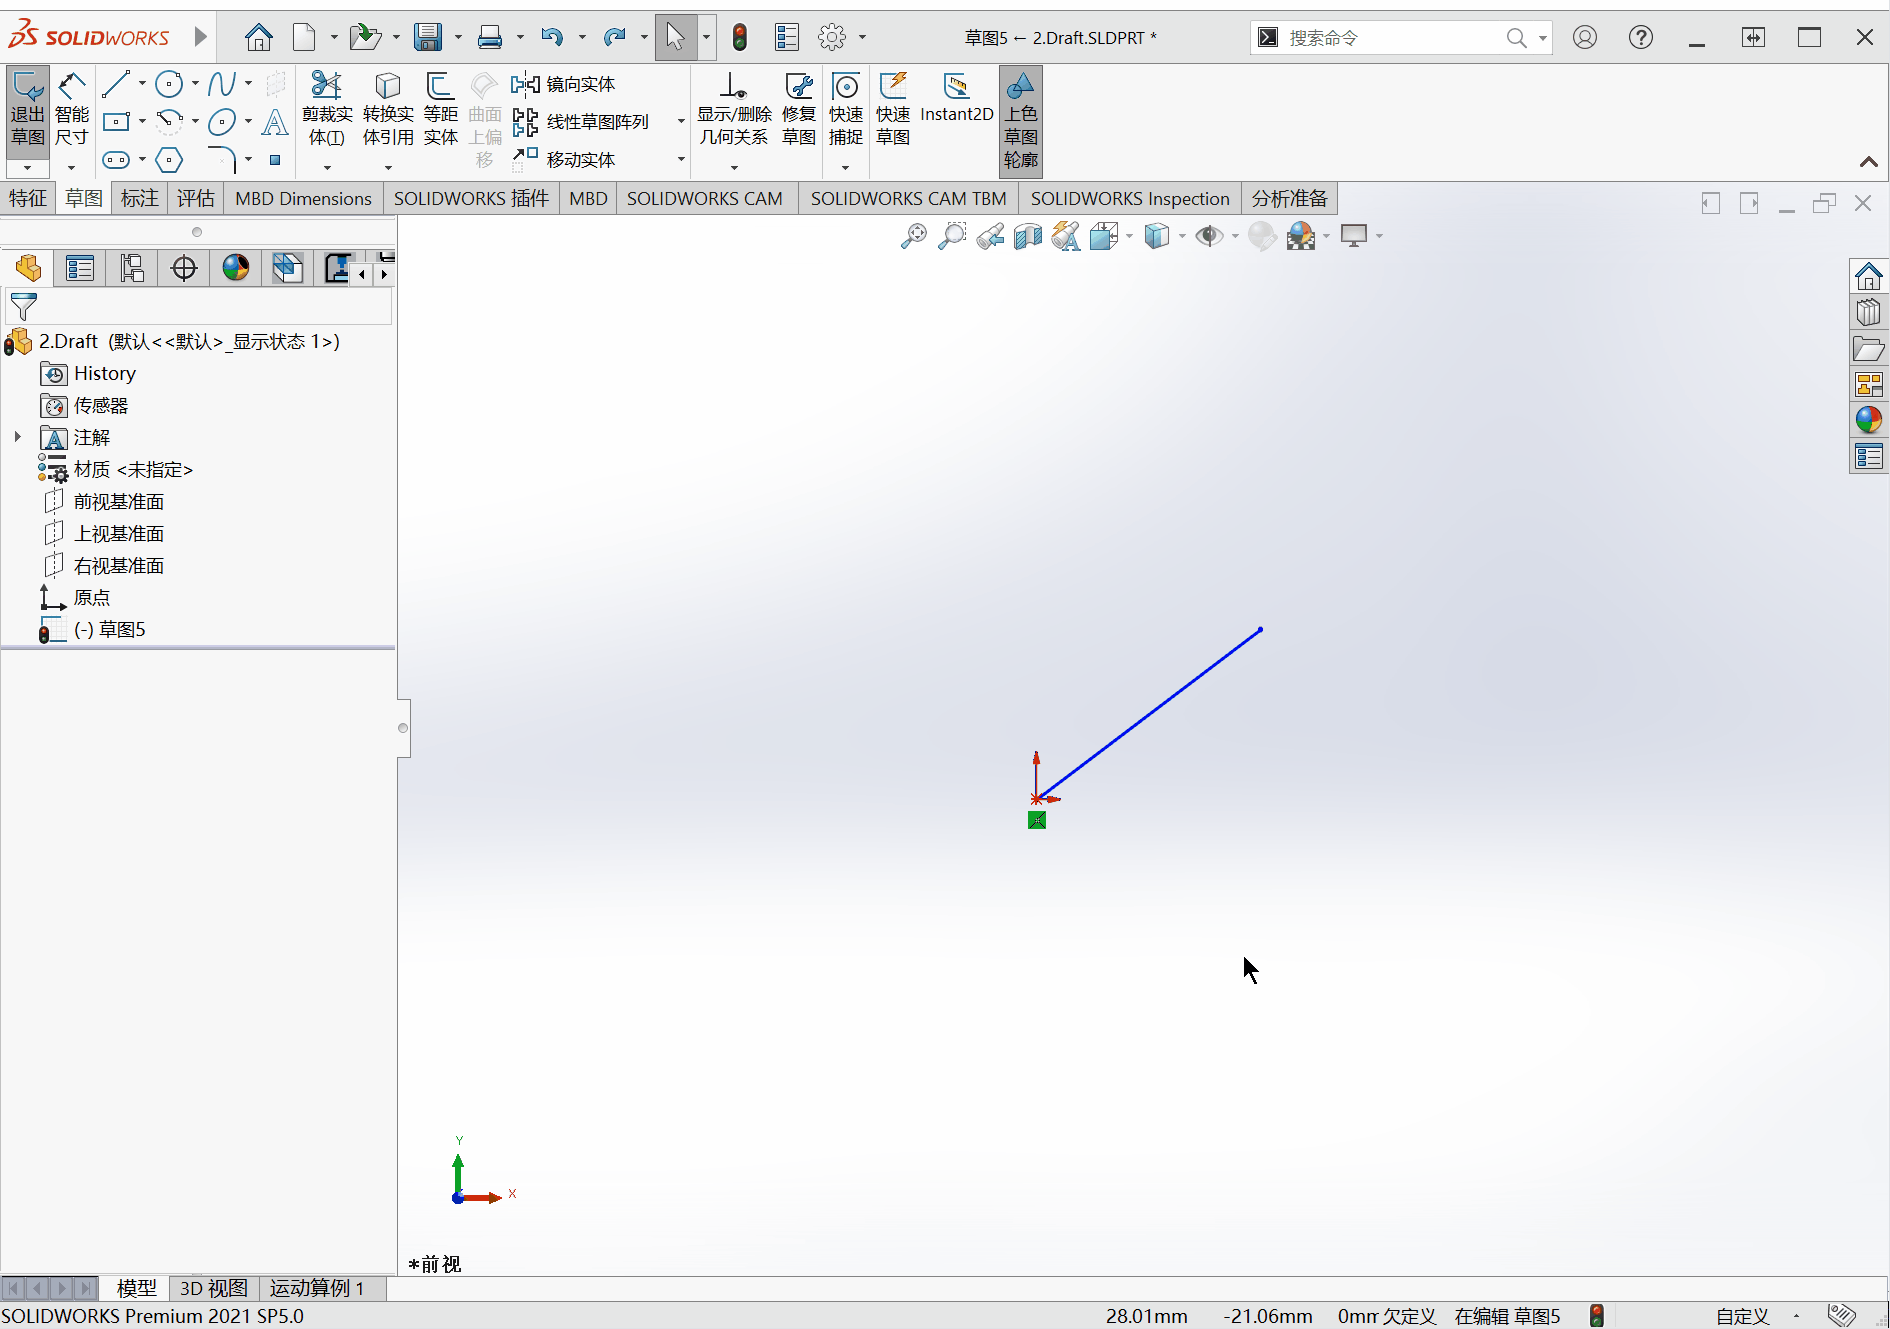 SOLIDWORKS
草图5 ← 2.Draft.SLDPRT *
搜索命令
退出草图
智能尺寸
剪裁实体(T)
转换实体引用
等距实体
曲面上偏移
镜向实体
线性草图阵列
移动实体
显示/删除几何关系
修复草图
快速捕捉
快速草图
Instant2D
上色草图轮廓
特征 草图 标注 评估 MBD Dimensions SOLIDWORKS 插件 MBD SOLIDWORKS CAM SOLIDWORKS CAM TBM SOLIDWORKS Inspection 分析准备
2.Draft (默认<<默认>_显示状态 1>)
History
传感器
注解
材质 <未指定>
前视基准面
上视基准面
右视基准面
原点
(-) 草图5
Y
X
*前视
模型 3D 视图 运动算例 1
SOLIDWORKS Premium 2021 SP5.0 28.01mm -21.06mm 0mm 欠定义 在编辑 草图5 自定义